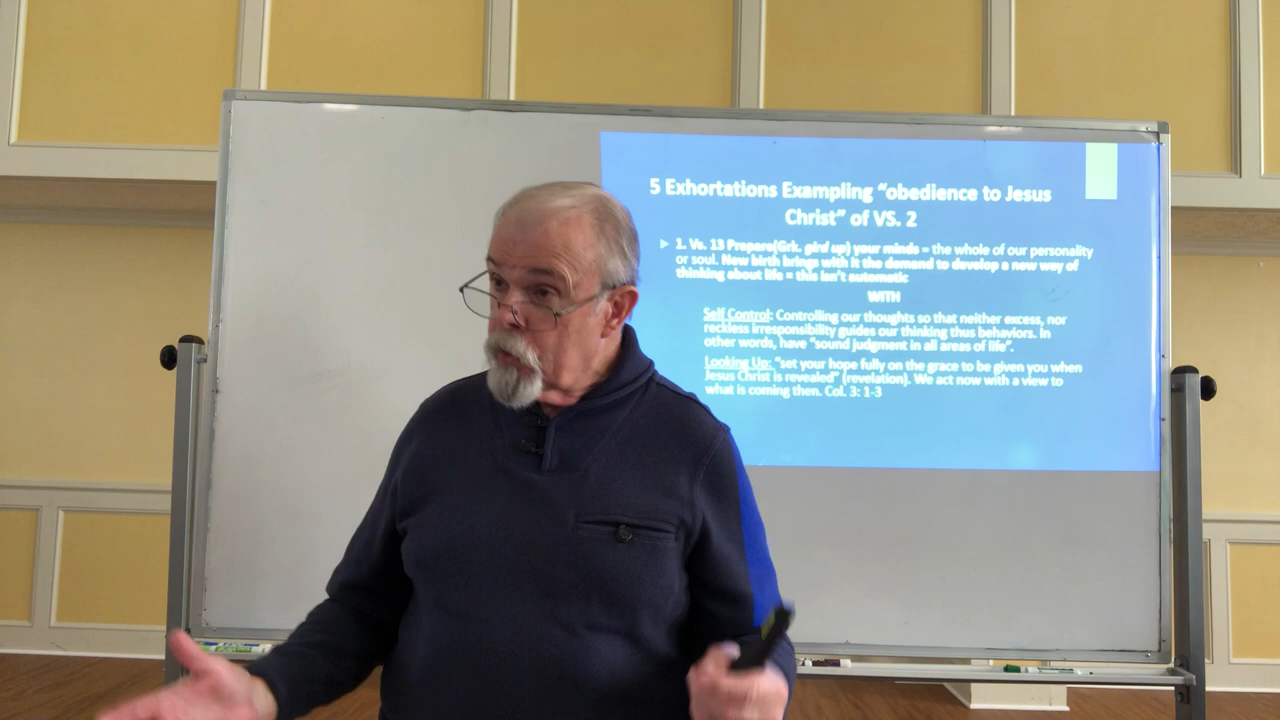 5 Exhortations Exampling “obedience to Jesus
Christ” of VS. 2
1. Vs. 13 Prepare(Grk. gird up) your minds = the whole of our personality
or soul. New birth brings with it the demand to develop a new way of
thinking about life = this isn't automatic
WITH
Self Control: Controlling our thoughts so that neither excess, nor
reckless irresponsibility guides our thinking thus behaviors. In
other words, have “sound judgment in all areas of life”.
Looking Up: “set your hope fully on the grace to be given you when
Jesus Christ is revealed” (revelation). We act now with a view to
what is coming then. Col. 3: 1-3